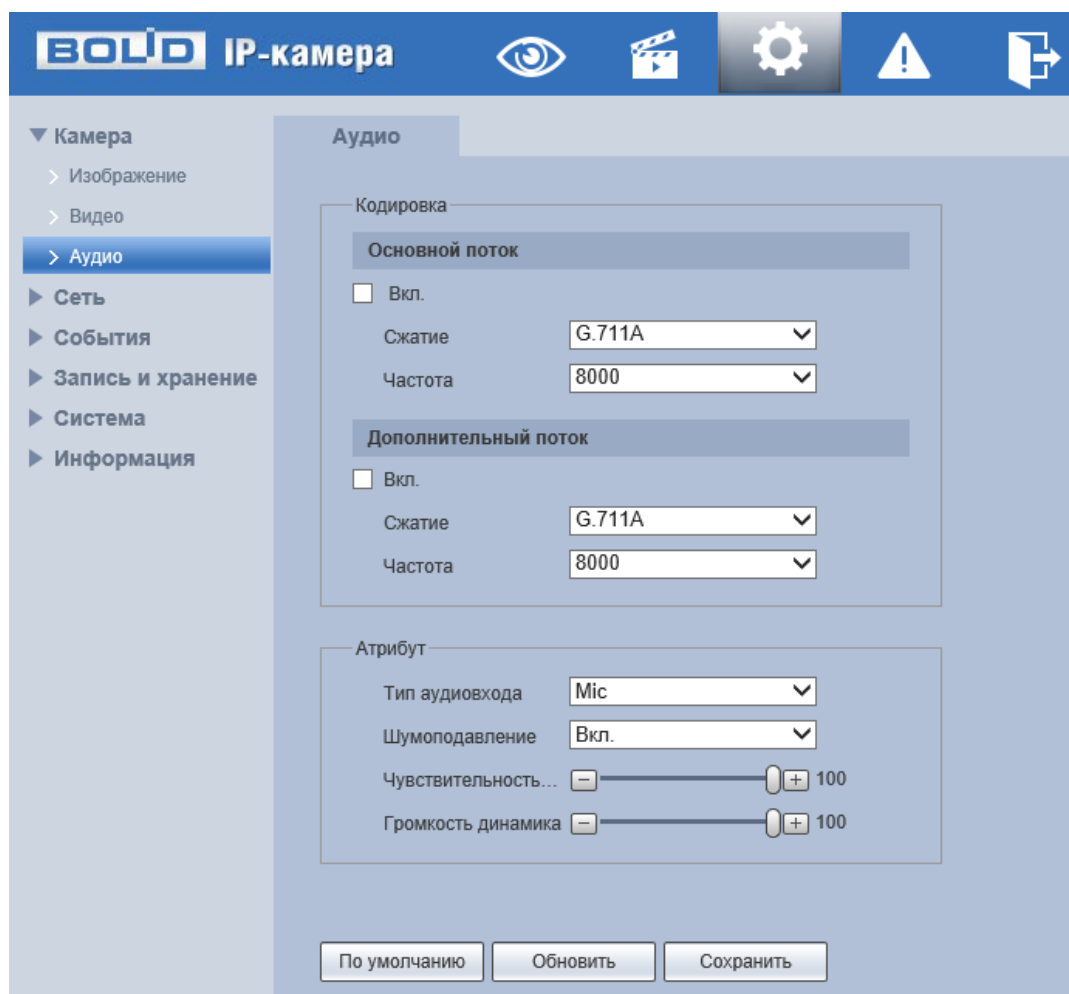 BOLID IP-камера
Камера
Изображение
Видео
Аудио
Сеть
События
Запись и хранение
Система
Информация
Аудио
Кодировка
Основной поток
Вкл.
Сжатие G.711A
Частота 8000
Дополнительный поток
Вкл.
Сжатие G.711A
Частота 8000
Атрибут
Тип аудиовхода Mic
Шумоподавление Вкл.
Чувствительность... 100
Громкость динамика 100
По умолчанию Обновить Сохранить